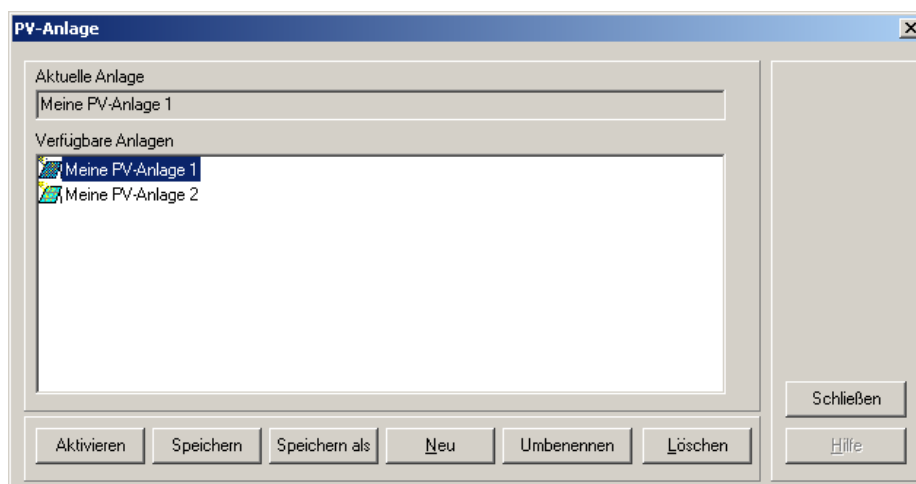 PV-Anlage
Aktuelle Anlage
Meine PV-Anlage 1
Verfügbare Anlagen
Meine PV-Anlage 1
Meine PV-Anlage 2
Schließen
Aktivieren Speichern Speichern als Neu Umbenennen Löschen Hilfe